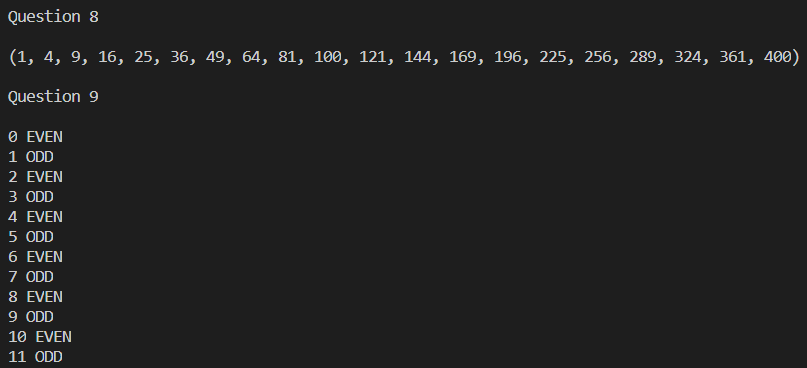 Question 8
(1, 4, 9, 16, 25, 36, 49, 64, 81, 100, 121, 144, 169, 196, 225, 256, 289, 324, 361, 400)
Question 9
0 EVEN
1 ODD
2 EVEN
3 ODD
4 EVEN
5 ODD
6 EVEN
7 ODD
8 EVEN
9 ODD
10 EVEN
11 ODD